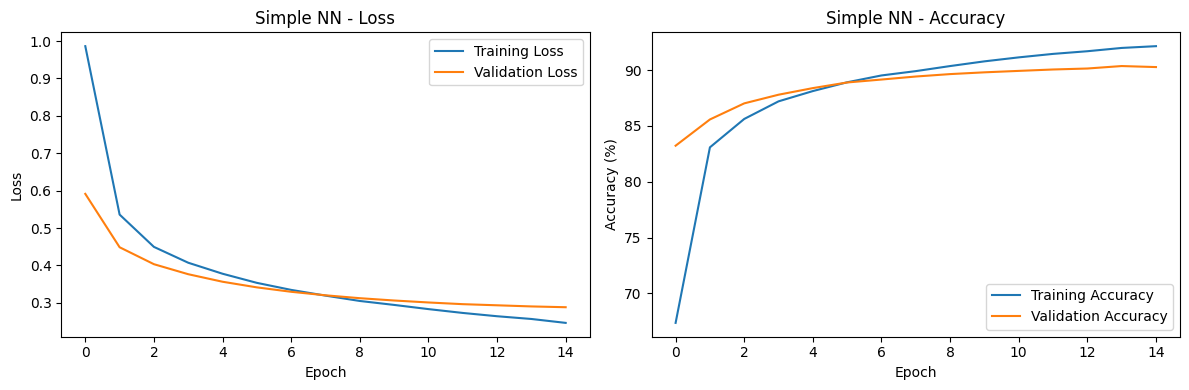 Simple NN - Loss
Loss
1.0
0.9
0.8
0.7
0.6
0.5
0.4
0.3
Training Loss
Validation Loss
0 2 4 6 8 10 12 14
Epoch
Simple NN - Accuracy
Accuracy (%)
90
85
80
75
70
Training Accuracy
Validation Accuracy
0 2 4 6 8 10 12 14
Epoch